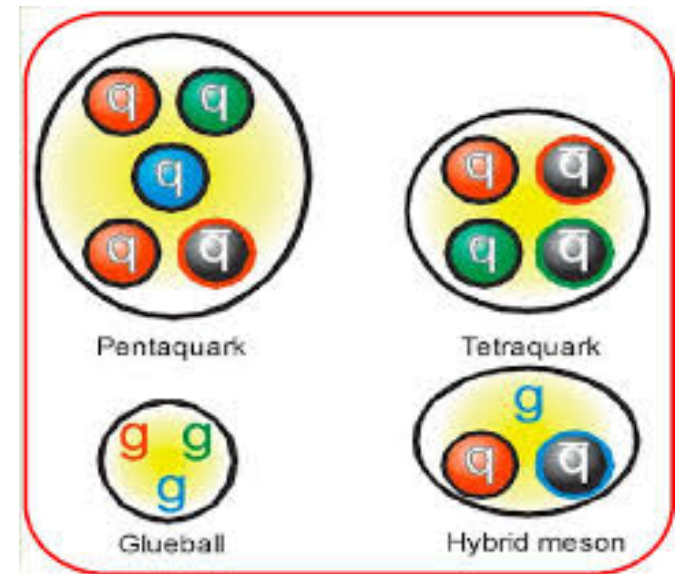 q q
q
q q̅
Pentaquark
q q̅
q q̅
Tetraquark
g g
g
Glueball
g
q q̅
Hybrid meson